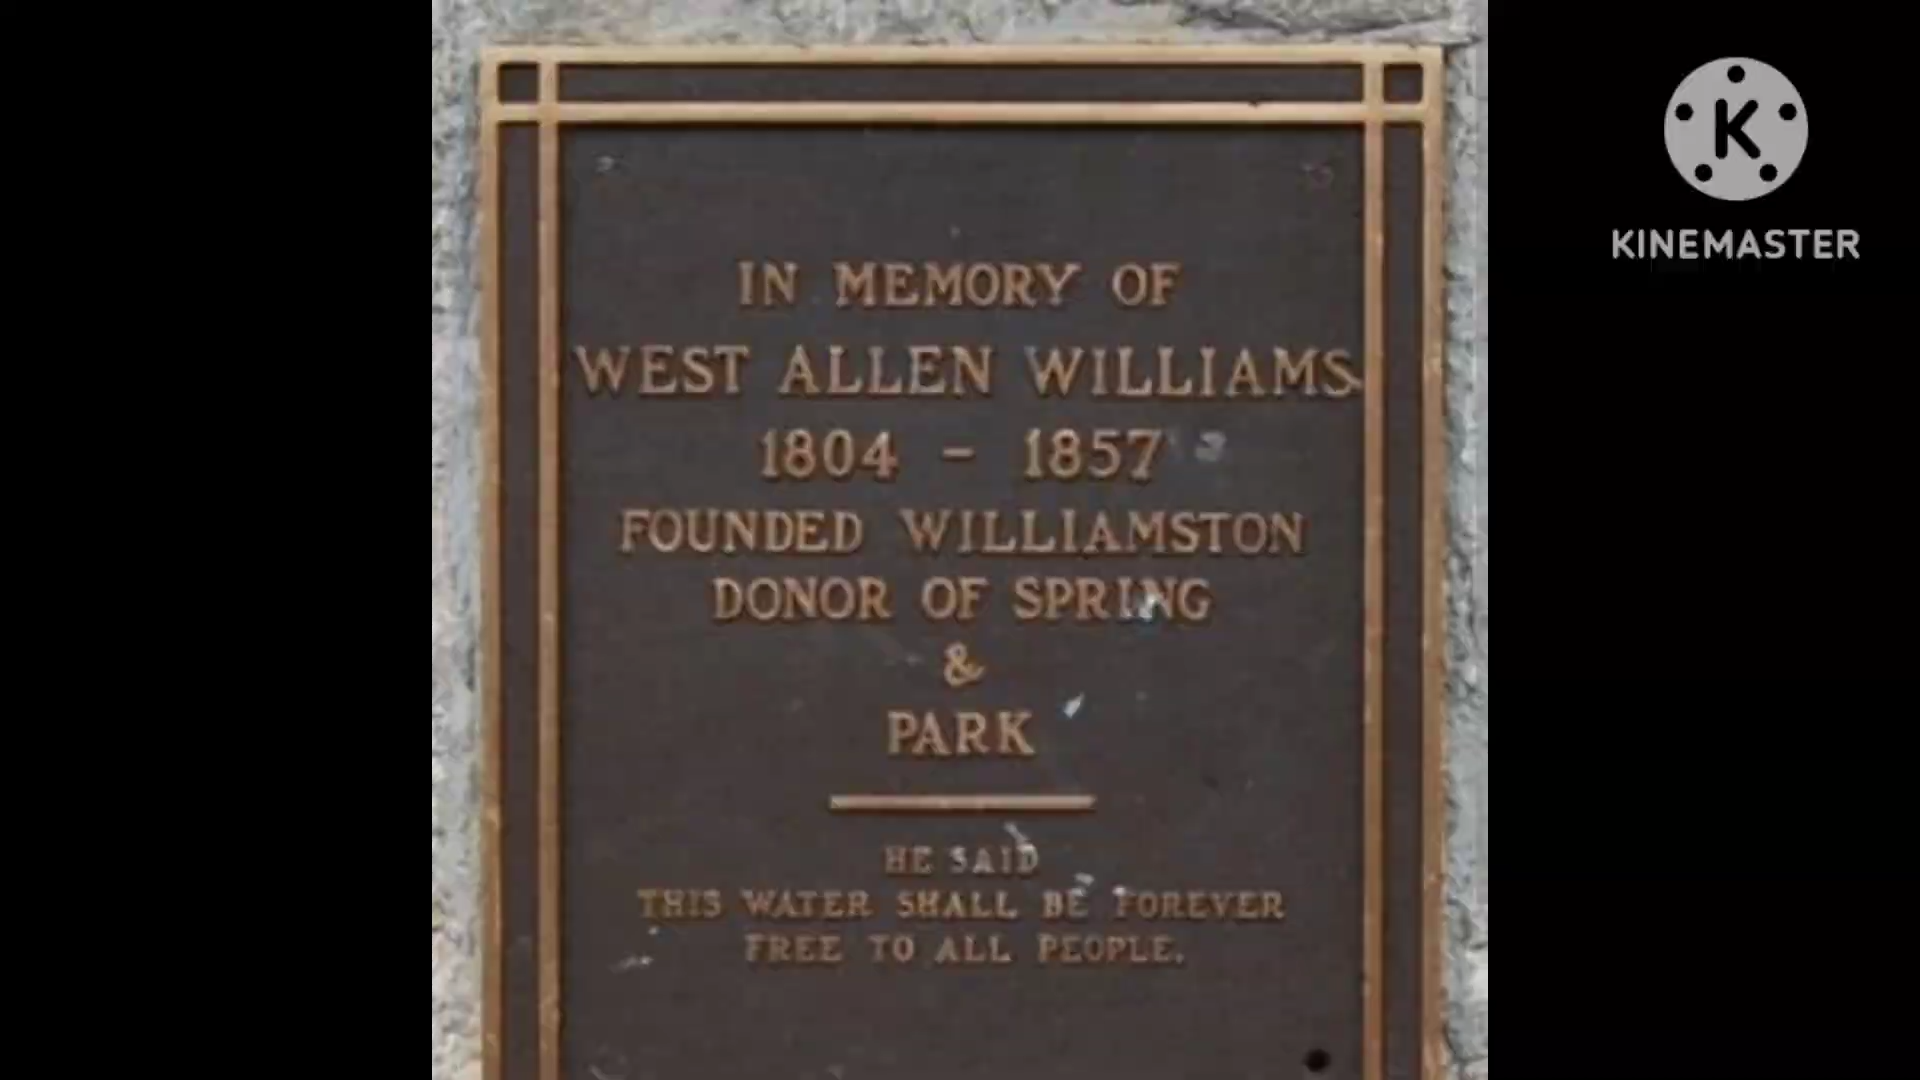 IN MEMORY OF
WEST ALLEN WILLIAMS
1804 - 1857
FOUNDED WILLIAMSTON
DONOR OF SPRING
&
PARK
HE SAID
THIS WATER SHALL BE FOREVER
FREE TO ALL PEOPLE.
K
KINEMASTER